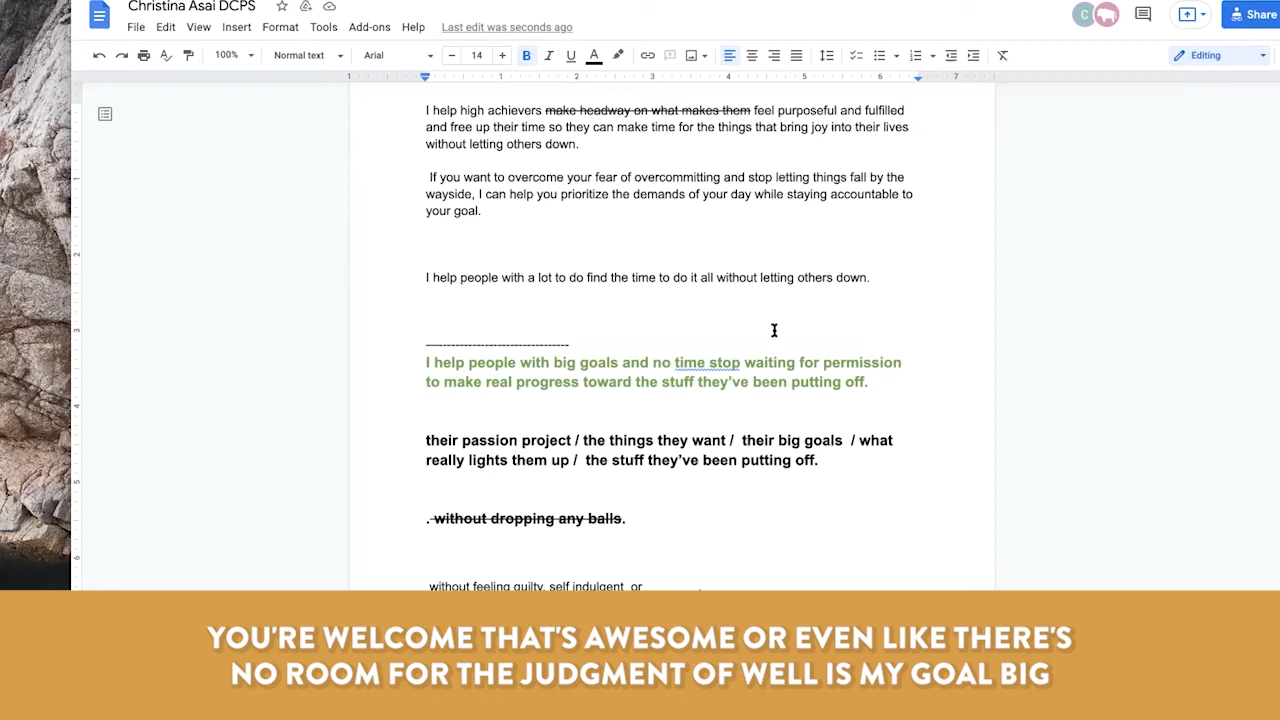 Christina Asai DCPS
File Edit View Insert Format Tools Add-ons Help Last edit was seconds ago
C Share
100% Normal text Arial 14 B I U A Editing
1 1 2 3 4 5 6 7
I help high achievers make headway on what makes them feel purposeful and fulfilled
and free up their time so they can make time for the things that bring joy into their lives
without letting others down.
If you want to overcome your fear of overcommitting and stop letting things fall by the
wayside, I can help you prioritize the demands of your day while staying accountable to
your goal.
I help people with a lot to do find the time to do it all without letting others down.
I help people with big goals and no time stop waiting for permission
to make real progress toward the stuff they've been putting off.
their passion project / the things they want / their big goals / what
really lights them up / the stuff they've been putting off.
. without dropping any balls.
without feeling guilty, self indulgent, or
YOU'RE WELCOME THAT'S AWESOME OR EVEN LIKE THERE'S
NO ROOM FOR THE JUDGMENT OF WELL IS MY GOAL BIG